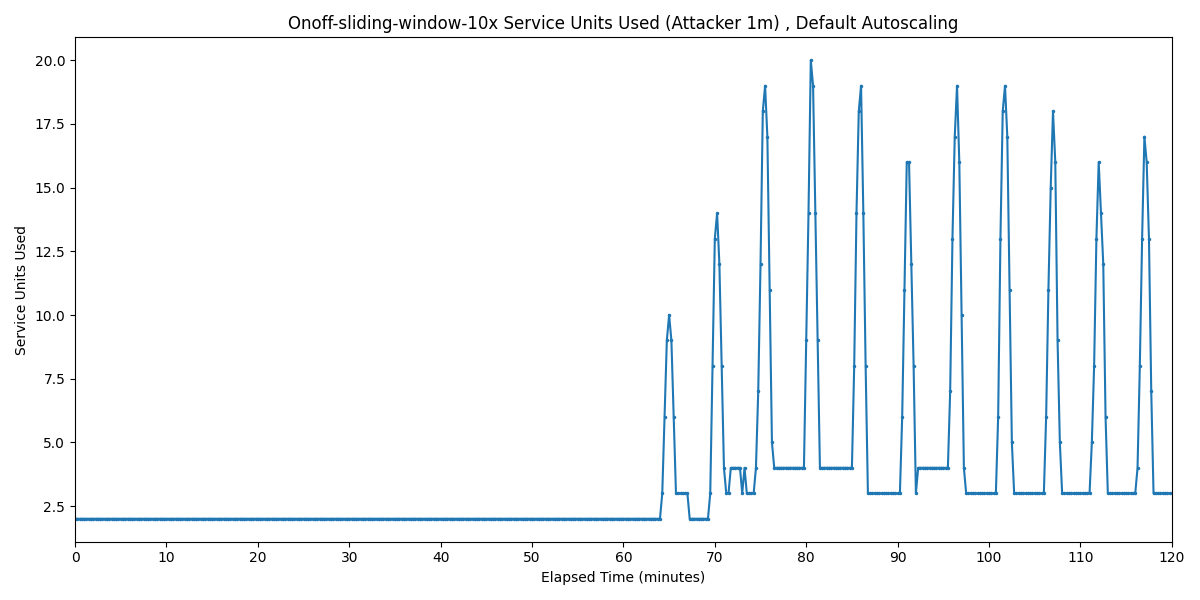 Onoff-sliding-window-10x Service Units Used (Attacker 1m) , Default Autoscaling
Service Units Used
20.0
17.5
15.0
12.5
10.0
7.5
5.0
2.5
0 10 20 30 40 50 60 70 80 90 100 110 120
Elapsed Time (minutes)